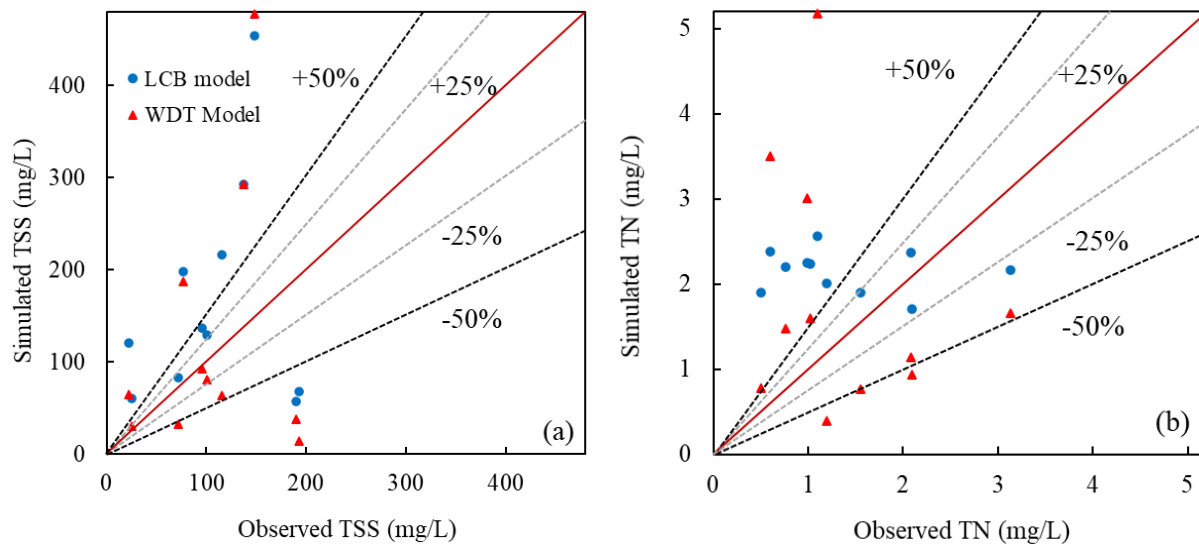 400
300
200
100
0
Simulated TSS (mg/L)
LCB model
WDT Model
+50%
+25%
-25%
-50%
(a)
0 100 200 300 400
Observed TSS (mg/L)
5
4
3
2
1
0
Simulated TN (mg/L)
+50%
+25%
-25%
-50%
(b)
0 1 2 3 4 5
Observed TN (mg/L)